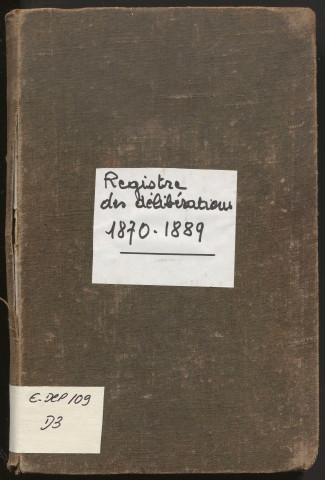 Registre
des délibérations
1870-1889
E-DEP 109
D3